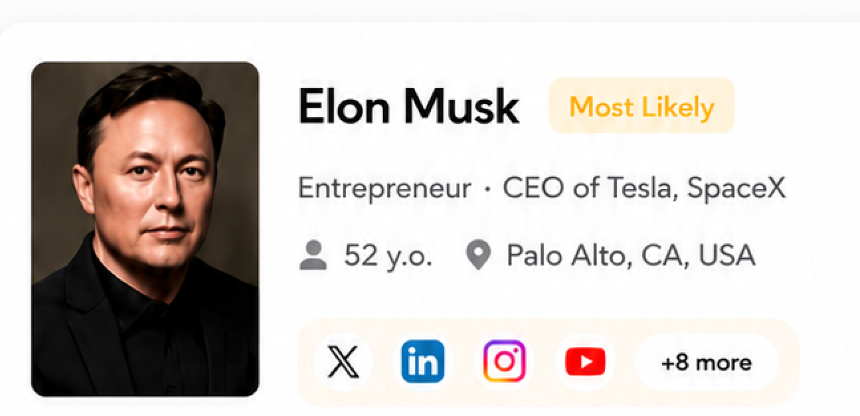 Elon Musk Most Likely
Entrepreneur · CEO of Tesla, SpaceX
52 y.o. Palo Alto, CA, USA
X in +8 more